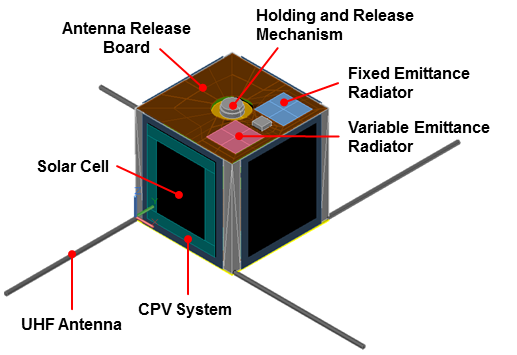 Holding and Release
Mechanism
Antenna Release
Board
Fixed Emittance
Radiator
Variable Emittance
Radiator
Solar Cell
CPV System
UHF Antenna